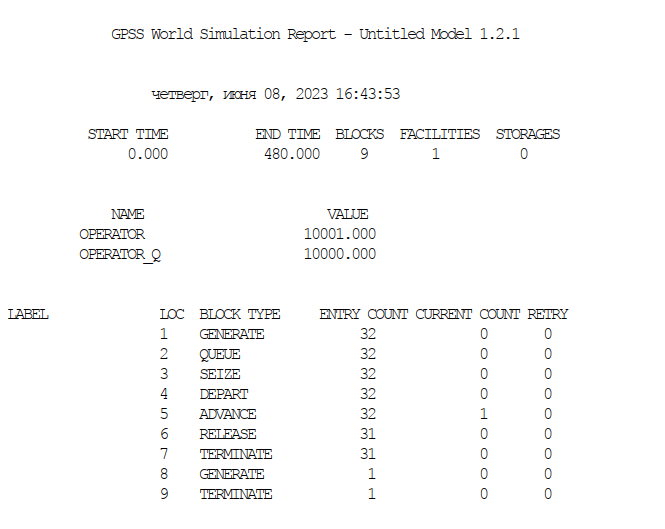 GPSS World Simulation Report - Untitled Model 1.2.1
четверг, июня 08, 2023 16:43:53
START TIME END TIME BLOCKS FACILITIES STORAGES
0.000 480.000 9 1 0
NAME VALUE
OPERATOR 10001.000
OPERATOR_Q 10000.000
LABEL LOC BLOCK TYPE ENTRY COUNT CURRENT COUNT RETRY
1 GENERATE 32 0 0
2 QUEUE 32 0 0
3 SEIZE 32 0 0
4 DEPART 32 0 0
5 ADVANCE 32 1 0
6 RELEASE 31 0 0
7 TERMINATE 31 0 0
8 GENERATE 1 0 0
9 TERMINATE 1 0 0